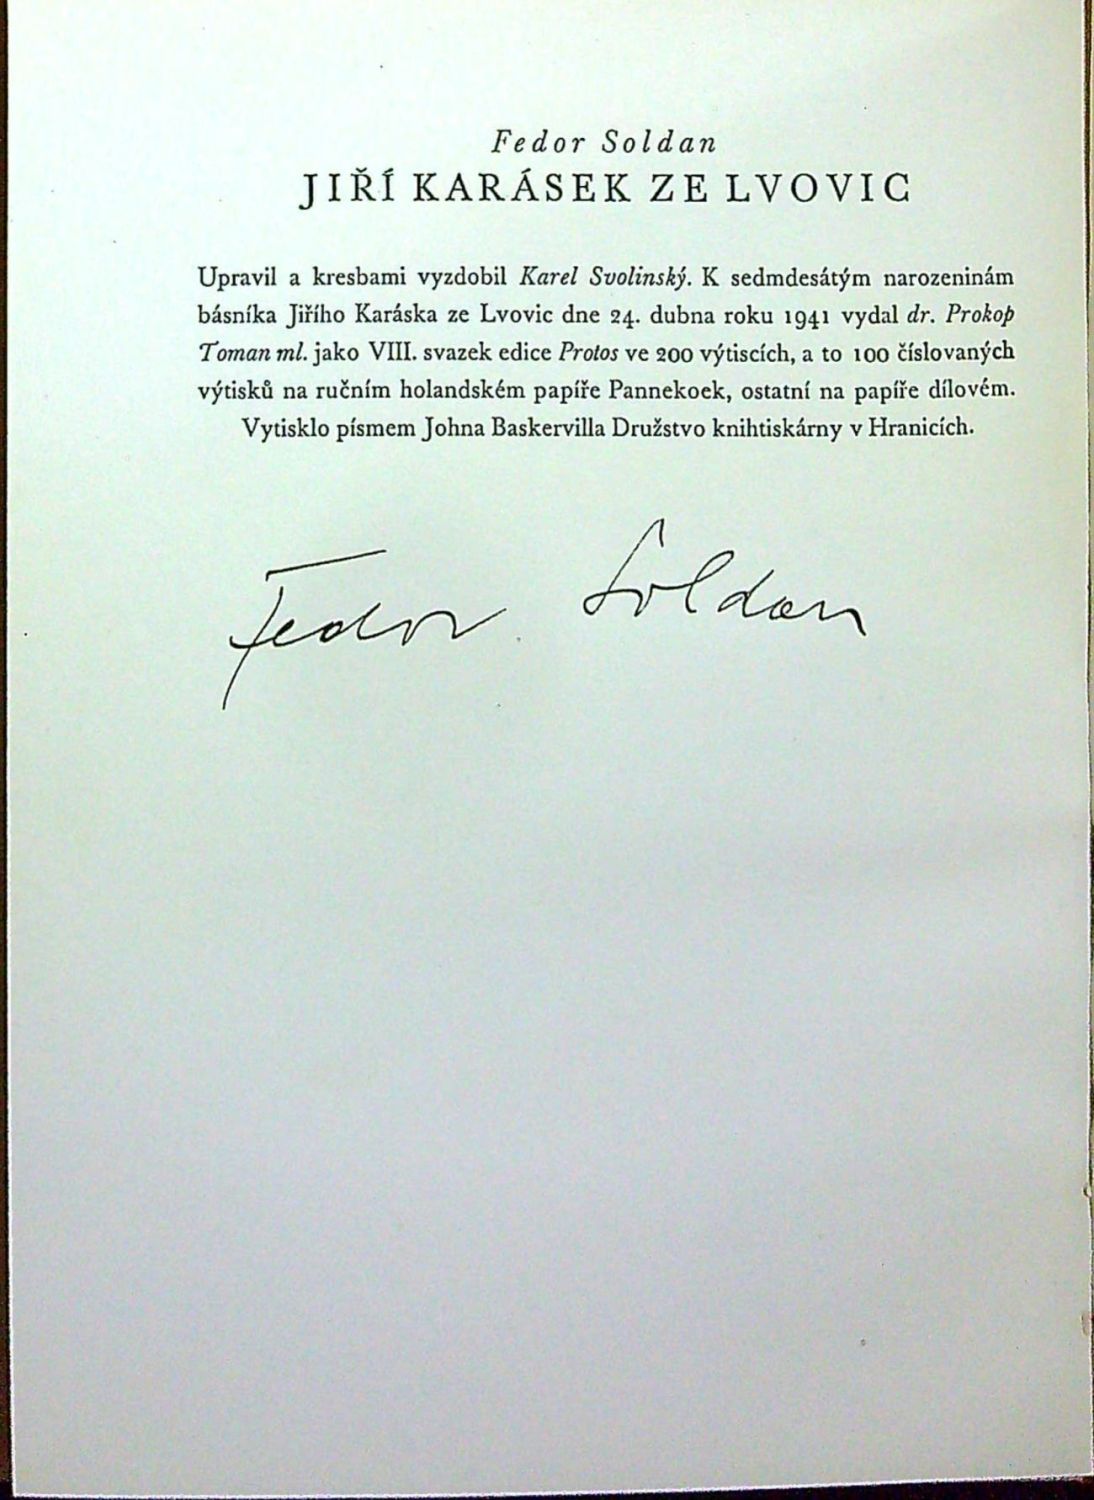 Fedor Soldan
JIŘÍ KARÁSEK ZE LVOVIC
Upravil a kresbami vyzdobil Karel Svolinský. K sedmdesátým narozeninám
básníka Jiřího Karáska ze Lvovic dne 24. dubna roku 1941 vydal dr. Prokop
Toman ml. jako VIII. svazek edice Protos ve 200 výtiscích, a to 100 číslovaných
výtisků na ručním holandském papíře Pannekoek, ostatní na papíře dílovém.
Vytisklo písmem Johna Baskervilla Družstvo knihtiskárny v Hranicích.
Fedor Soldan